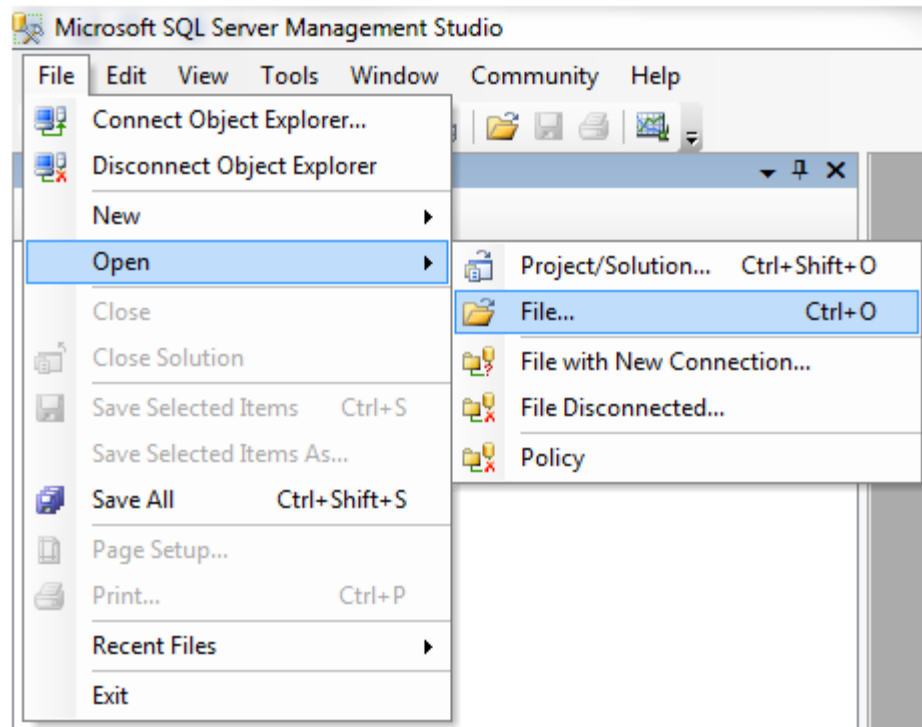 Microsoft SQL Server Management Studio
File Edit View Tools Window Community Help
Connect Object Explorer...
Disconnect Object Explorer
New
Open
Project/Solution... Ctrl+Shift+O
File... Ctrl+O
File with New Connection...
File Disconnected...
Policy
Close
Close Solution
Save Selected Items Ctrl+S
Save Selected Items As...
Save All Ctrl+Shift+S
Page Setup...
Print... Ctrl+P
Recent Files
Exit